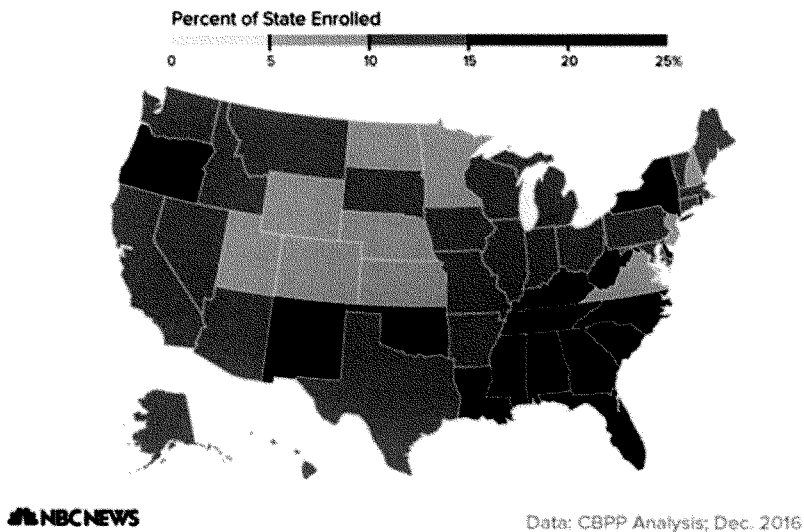 Percent of State Enrolled
0 5 10 15 20 25%
NBCNEWS
Data: CBPP Analysis; Dec. 2016